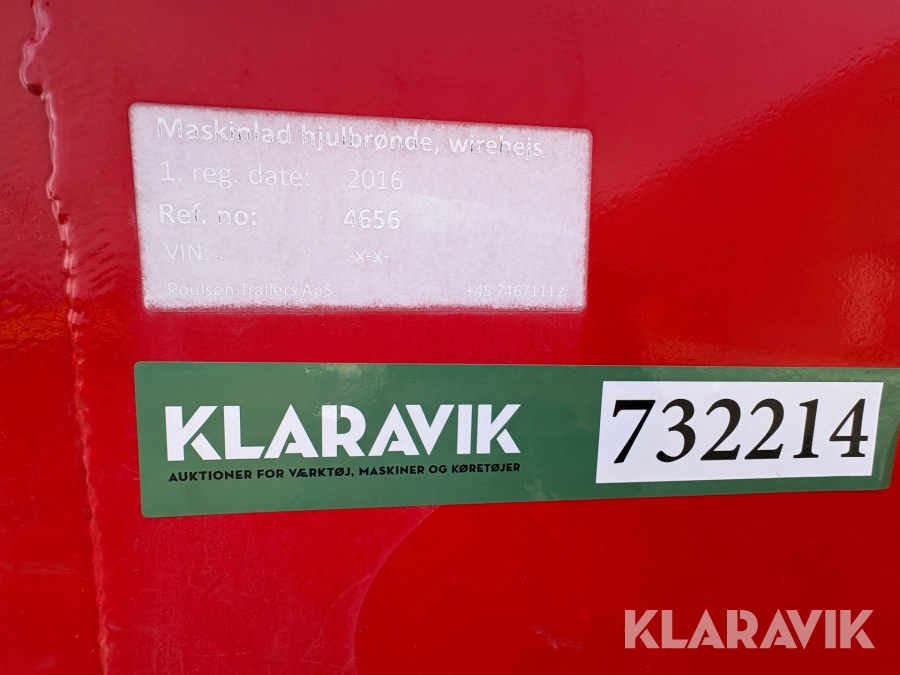 Maskinlad hjulbrønde, wirehejs
1. reg. date: 2016
Ref. no: 4656
VIN: -x-x-
Poulsen Trailers ApS +45 74671112
KLARAVIK 732214
AUKTIONER FOR VÆRKTØJ, MASKINER OG KØRETØJER
KLARAVIK